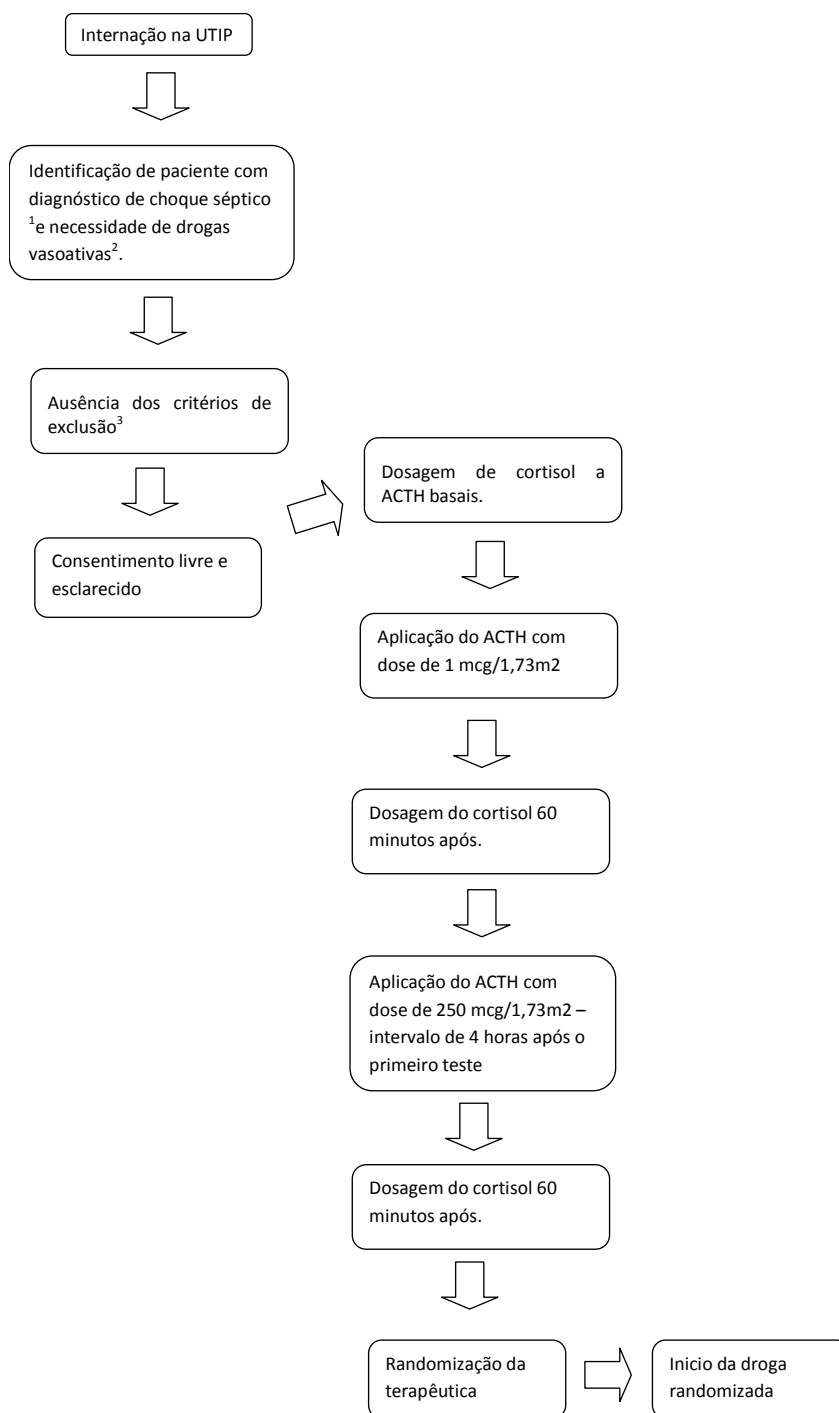 Internação na UTIP
Identificação de paciente com
diagnóstico de choque séptico
¹e necessidade de drogas
vasoativas².
Ausência dos critérios de
exclusão³
Consentimento livre e
esclarecido
Dosagem de cortisol a
ACTH basais.
Aplicação do ACTH com
dose de 1 mcg/1,73m2
Dosagem do cortisol 60
minutos após.
Aplicação do ACTH com
dose de 250 mcg/1,73m2 –
intervalo de 4 horas após o
primeiro teste
Dosagem do cortisol 60
minutos após.
Randomização da
terapêutica
Inicio da droga
randomizada